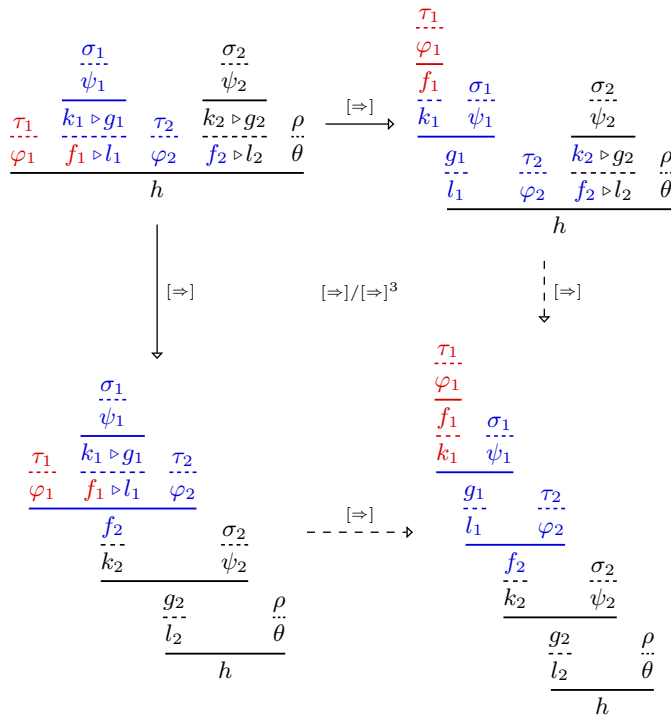 τ1
σ1 σ2 φ1
ψ1 ψ2 f1 σ1 σ2
k1 ▹ g1 k2 ▹ g2 [⇒] k1 ψ1 ψ2
τ1 τ2 ρ g1 τ2 k2 ▹ g2 ρ
φ1 f1 ▹ l1 φ2 f2 ▹ l2 θ l1 φ2 f2 ▹ l2 θ
h h
[⇒] [⇒]/[⇒]³ [⇒]
τ1
σ1 φ1
ψ1 f1 σ1
τ1 k1 ▹ g1 τ2 k1 ψ1
φ1 f1 ▹ l1 φ2 g1 τ2
f2 σ2 [⇒] l1 φ2
k2 ψ2 f2 σ2
g2 ρ k2 ψ2
l2 θ g2 ρ
h l2 θ
h